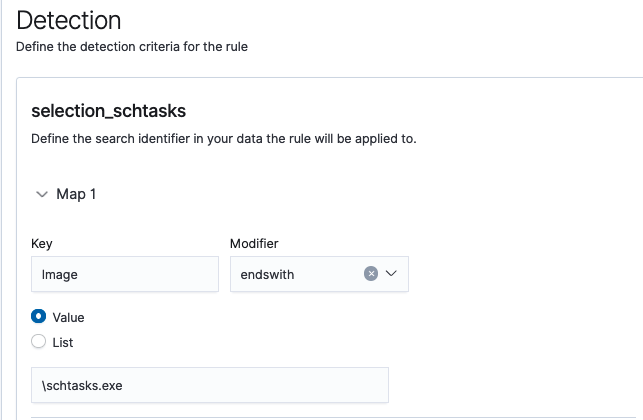 Detection
Define the detection criteria for the rule
selection_schtasks
Define the search identifier in your data the rule will be applied to.
Map 1
Key Modifier
Image endswith
Value
List
\schtasks.exe